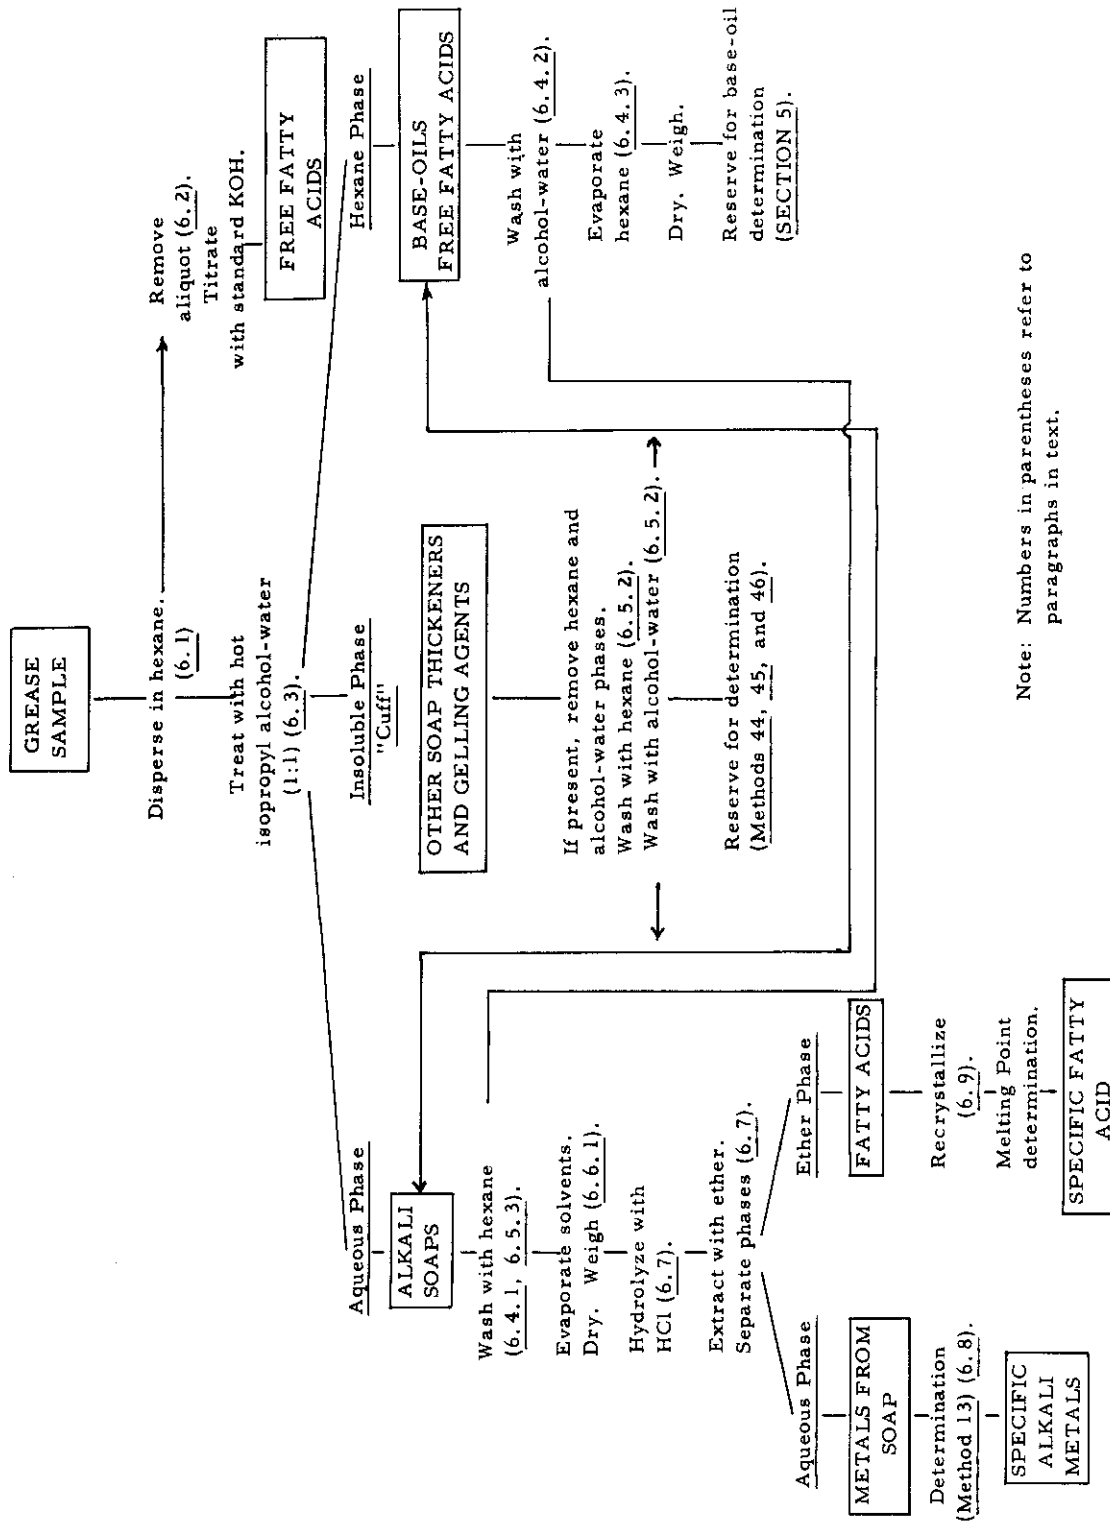 GREASE
SAMPLE
Disperse in hexane.
(6.1)
Remove
aliquot (6.2).
Titrate
with standard KOH.
FREE FATTY
ACIDS
Treat with hot
isopropyl alcohol-water
(1:1) (6.3).
Aqueous Phase
ALKALI
SOAPS
Wash with hexane
(6.4.1, 6.5.3).
Evaporate solvents.
Dry. Weigh (6.6.1).
Hydrolyze with
HCl (6.7).
Extract with ether.
Separate phases (6.7).
Aqueous Phase
METALS FROM
SOAP
Determination
(Method 13) (6.8).
SPECIFIC
ALKALI
METALS
Ether Phase
FATTY ACIDS
Recrystallize
(6.9).
Melting Point
determination.
SPECIFIC FATTY
ACID
Insoluble Phase
"Cuff"
OTHER SOAP THICKENERS
AND GELLING AGENTS
If present, remove hexane and
alcohol-water phases.
Wash with hexane (6.5.2).
Wash with alcohol-water (6.5.2).
Reserve for determination
(Methods 44, 45, and 46).
Hexane Phase
BASE-OILS
FREE FATTY ACIDS
Wash with
alcohol-water (6.4.2).
Evaporate
hexane (6.4.3).
Dry. Weigh.
Reserve for base-oil
determination
(SECTION 5).
Note: Numbers in parentheses refer to
paragraphs in text.